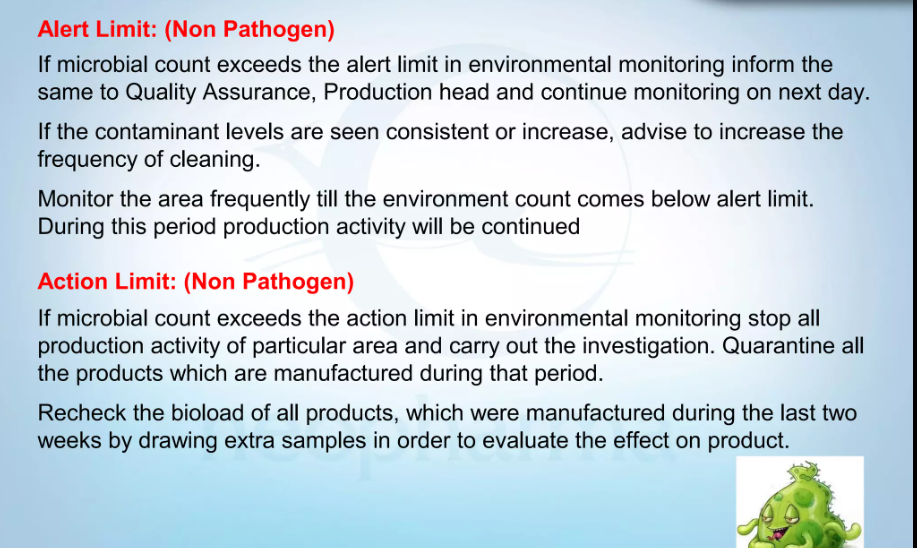 Alert Limit: (Non Pathogen)
If microbial count exceeds the alert limit in environmental monitoring inform the
same to Quality Assurance, Production head and continue monitoring on next day.
If the contaminant levels are seen consistent or increase, advise to increase the
frequency of cleaning.
Monitor the area frequently till the environment count comes below alert limit.
During this period production activity will be continued
Action Limit: (Non Pathogen)
If microbial count exceeds the action limit in environmental monitoring stop all
production activity of particular area and carry out the investigation. Quarantine all
the products which are manufactured during that period.
Recheck the bioload of all products, which were manufactured during the last two
weeks by drawing extra samples in order to evaluate the effect on product.
neopharma